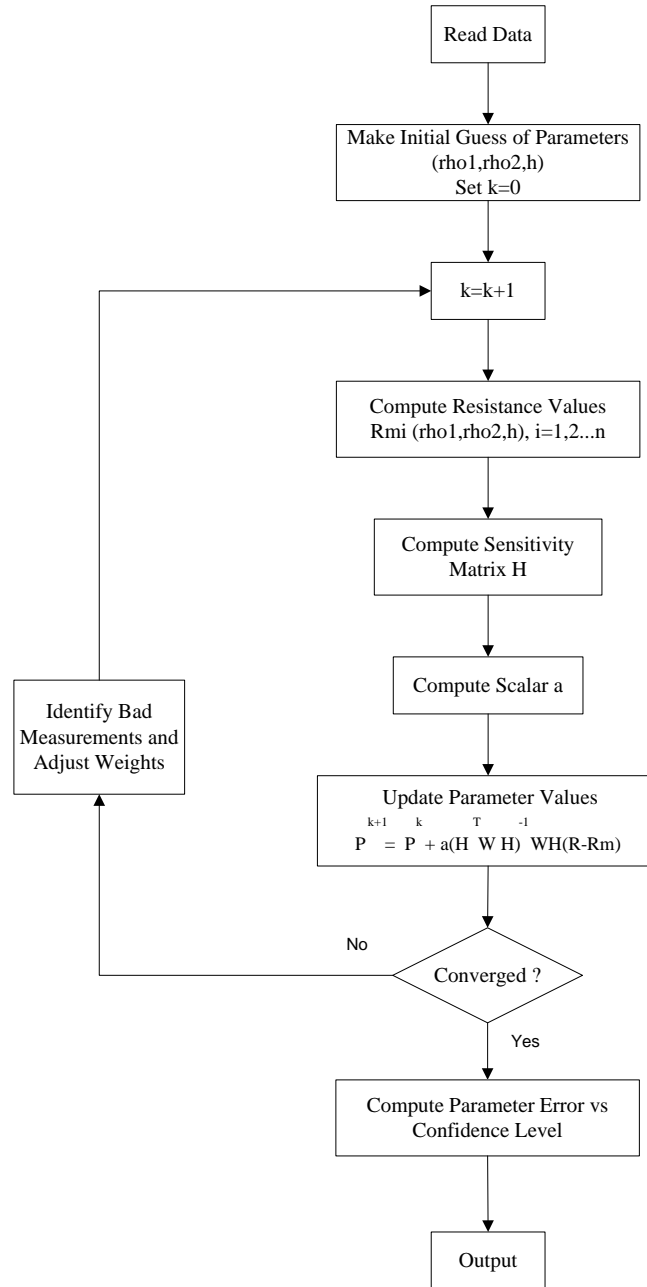 Read Data
Make Initial Guess of Parameters
(rho1,rho2,h)
Set k=0
k=k+1
Compute Resistance Values
Rmi (rho1,rho2,h), i=1,2...n
Compute Sensitivity
Matrix H
Compute Scalar a
Identify Bad
Measurements and
Adjust Weights
Update Parameter Values
P^k+1 = P^k + a(H^T W H)^-1 WH(R-Rm)
No
Converged ?
Yes
Compute Parameter Error vs
Confidence Level
Output